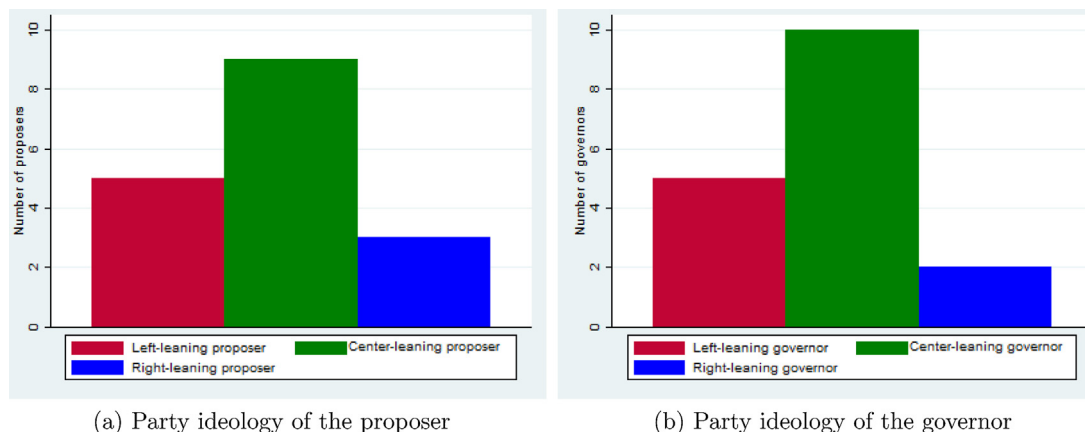 Number of proposers
10
8
6
4
2
0
Left-leaning proposer
Center-leaning proposer
Right-leaning proposer
(a) Party ideology of the proposer
Number of governors
10
8
6
4
2
0
Left-leaning governor
Center-leaning governor
Right-leaning governor
(b) Party ideology of the governor